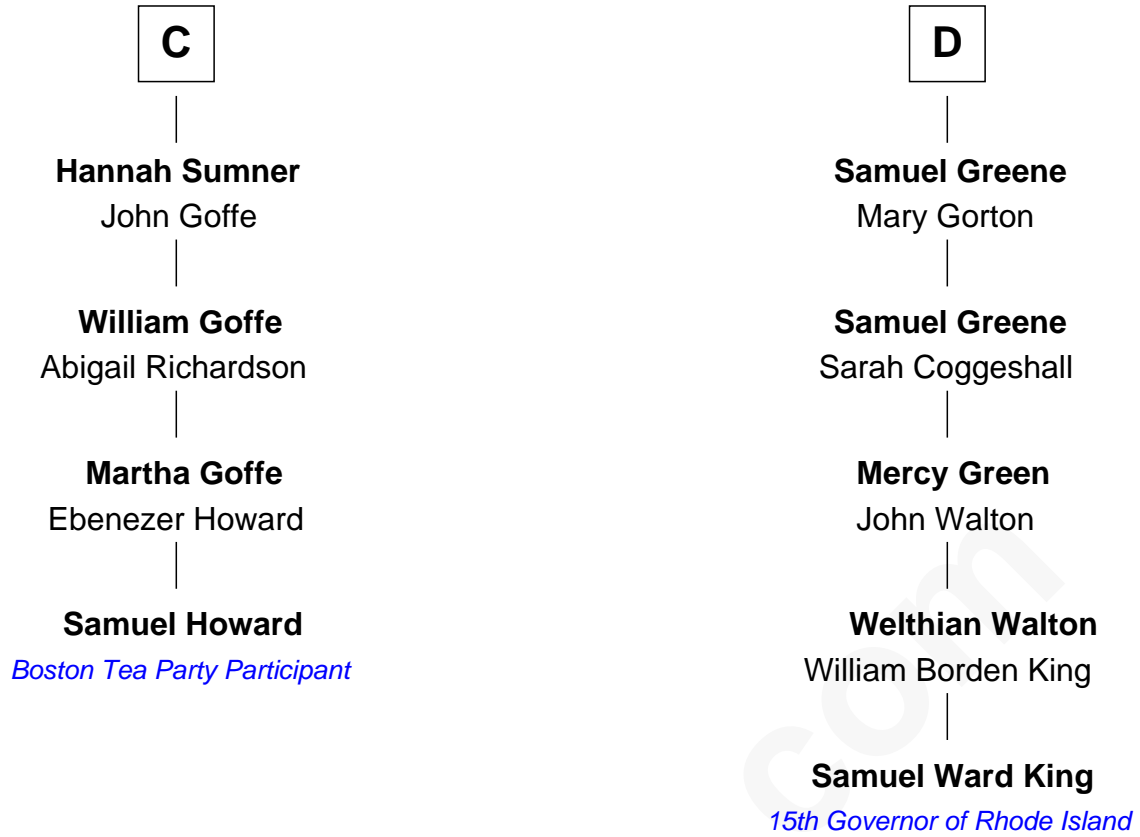 C
Hannah Sumner
John Goffe
William Goffe
Abigail Richardson
Martha Goffe
Ebenezer Howard
Samuel Howard
Boston Tea Party Participant
D
Samuel Greene
Mary Gorton
Samuel Greene
Sarah Coggeshall
Mercy Green
John Walton
Welthian Walton
William Borden King
Samuel Ward King
15th Governor of Rhode Island
com